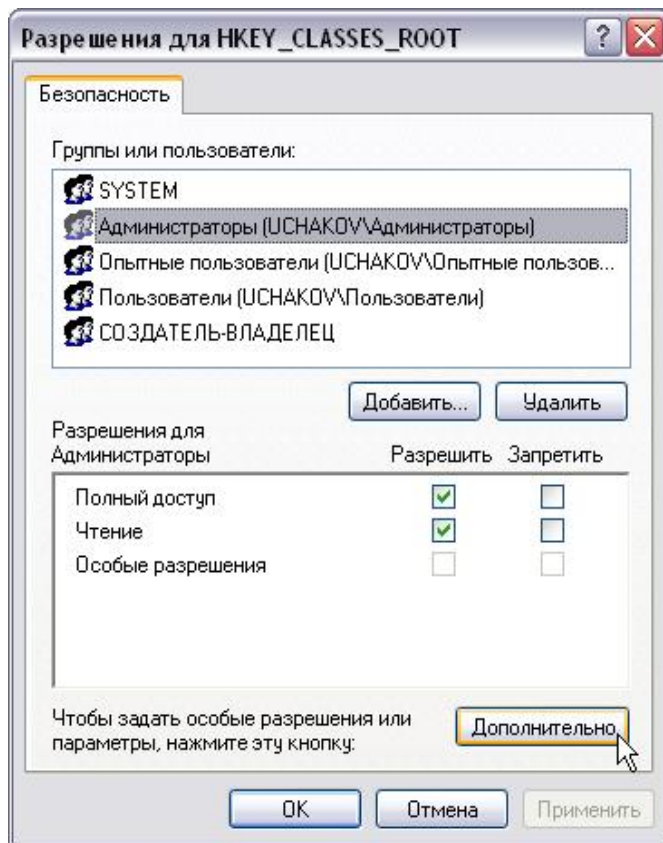 Разрешения для HKEY_CLASSES_ROOT
Безопасность
Группы или пользователи:
SYSTEM
Администраторы (UCHAKOV\Администраторы)
Опытные пользователи (UCHAKOV\Опытные пользов...
Пользователи (UCHAKOV\Пользователи)
СОЗДАТЕЛЬ-ВЛАДЕЛЕЦ
Добавить... Удалить
Разрешения для
Администраторы Разрешить Запретить
Полный доступ
Чтение
Особые разрешения
Чтобы задать особые разрешения или
параметры, нажмите эту кнопку:
Дополнительно
OK Отмена Применить